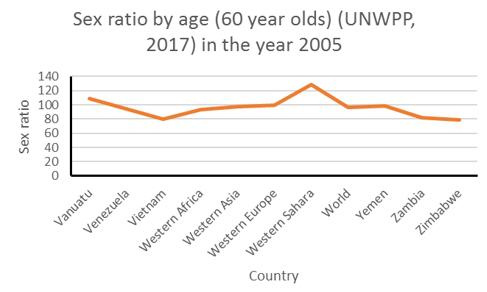 Sex ratio by age (60 year olds) (UNWPP,
2017) in the year 2005
Sex ratio
140
120
100
80
60
40
20
0
Vanuatu
Venezuela
Vietnam
Western Africa
Western Asia
Western Europe
Western Sahara
World
Yemen
Zambia
Zimbabwe
Country